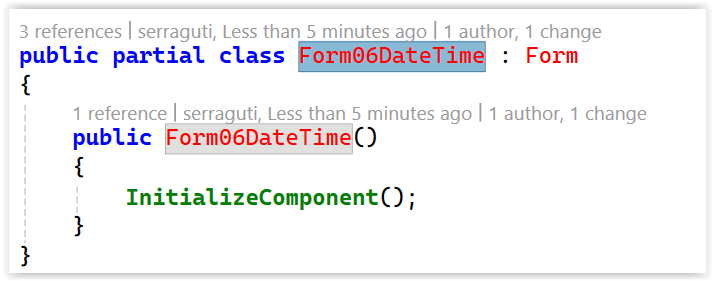 3 references | serraguti, Less than 5 minutes ago | 1 author, 1 change
public partial class Form06DateTime : Form
{
1 reference | serraguti, Less than 5 minutes ago | 1 author, 1 change
public Form06DateTime()
{
InitializeComponent();
}
}